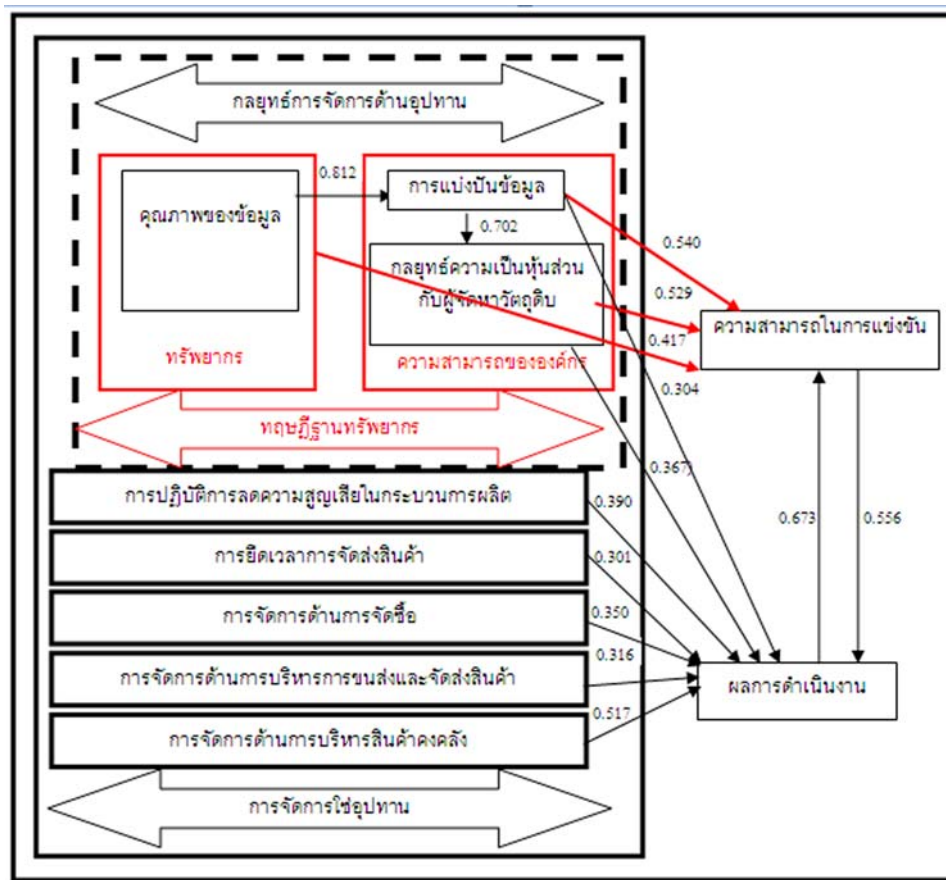 กลยุทธ์การจัดการด้านอุปทาน
0.812
การแบ่งปันข้อมูล
คุณภาพของข้อมูล
0.702
0.540
กลยุทธ์ความเป็นหุ้นส่วน
กับผู้จัดหาวัตถุดิบ
0.529
ความสามารถในการแข่งขัน
0.417
ทรัพยากร
ความสามารถขององค์กร
0.304
ทฤษฎีฐานทรัพยากร
0.367)
การปฏิบัติการลดความสูญเสียในกระบวนการผลิต
0.390
0.673
0.556
การยืดเวลาการจัดส่งสินค้า
0.301
การจัดการด้านการจัดซื้อ
0.350
0.316
การจัดการด้านการบริหารการขนส่งและจัดส่งสินค้า
ผลการดำเนินงาน
0.517
การจัดการด้านการบริหารสินค้าคงคลัง
การจัดการโซ่อุปทาน